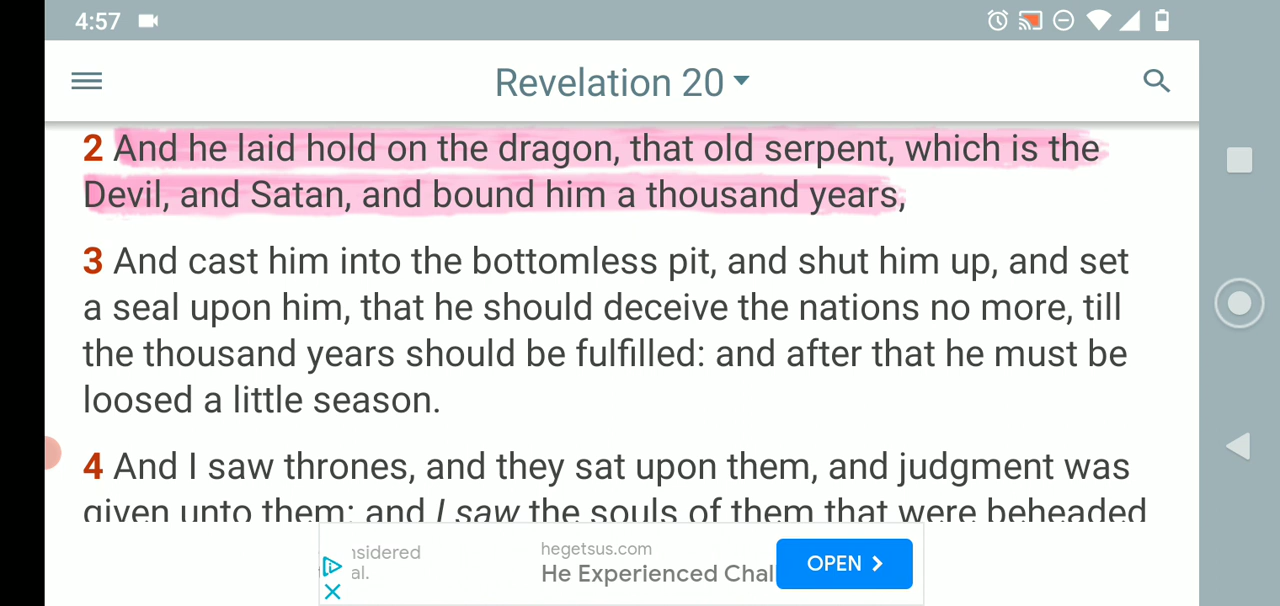 4:57
Revelation 20
2 And he laid hold on the dragon, that old serpent, which is the
Devil, and Satan, and bound him a thousand years,
3 And cast him into the bottomless pit, and shut him up, and set
a seal upon him, that he should deceive the nations no more, till
the thousand years should be fulfilled: and after that he must be
loosed a little season.
4 And I saw thrones, and they sat upon them, and judgment was
given unto them: and I saw the souls of them that were beheaded
hegetsus.com
He Experienced
OPEN